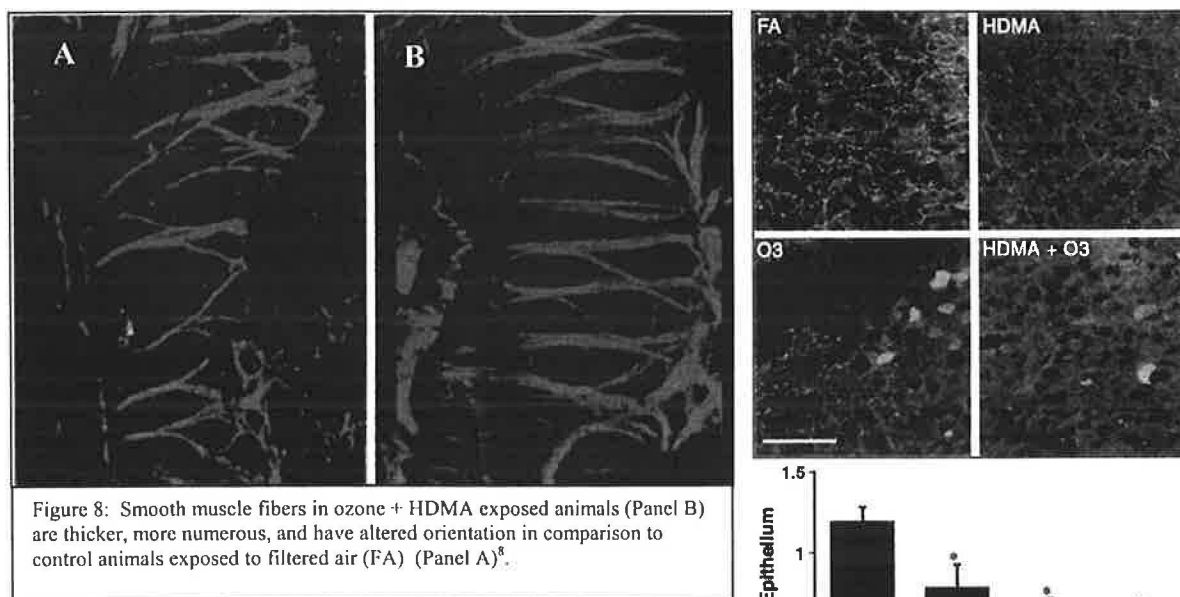 A
B
Figure 8: Smooth muscle fibers in ozone + HDMA exposed animals (Panel B)
are thicker, more numerous, and have altered orientation in comparison to
control animals exposed to filtered air (FA) (Panel A)8.
FA
HDMA
O3
HDMA + O3
1.5
1
Epithelium